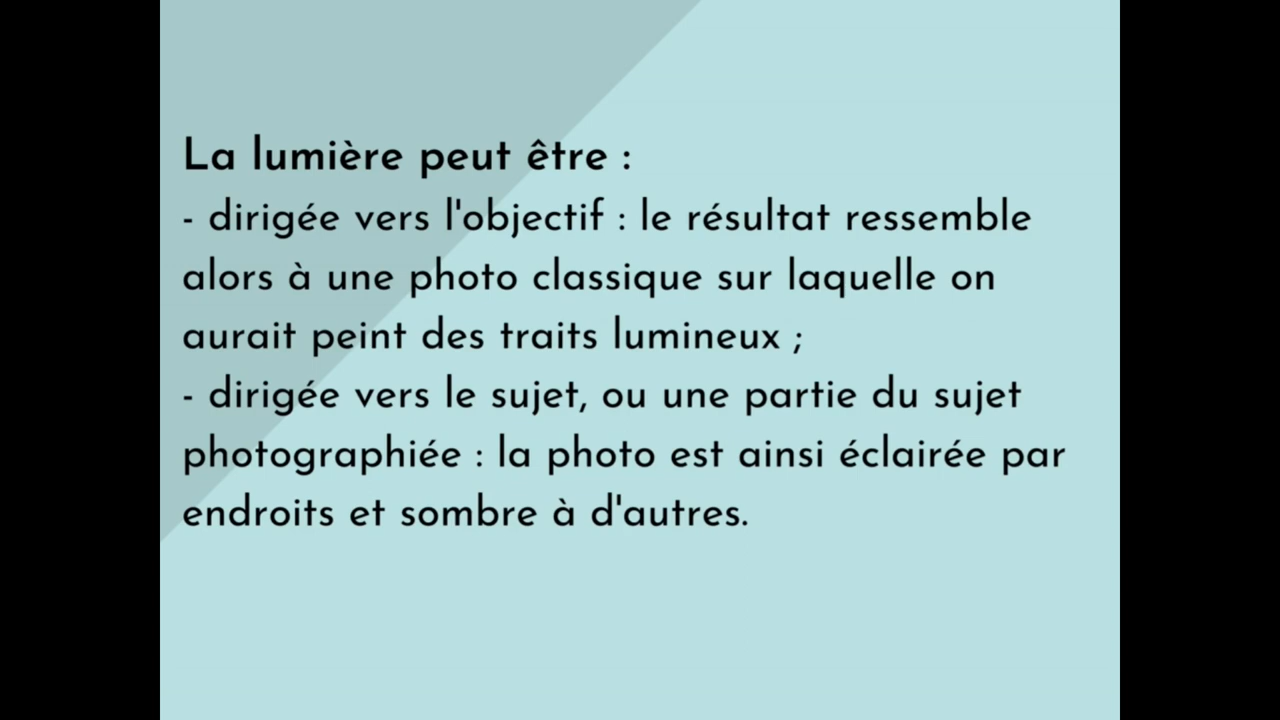 La lumière peut être :
- dirigée vers l'objectif : le résultat ressemble
alors à une photo classique sur laquelle on
aurait peint des traits lumineux ;
- dirigée vers le sujet, ou une partie du sujet
photographiée : la photo est ainsi éclairée par
endroits et sombre à d'autres.